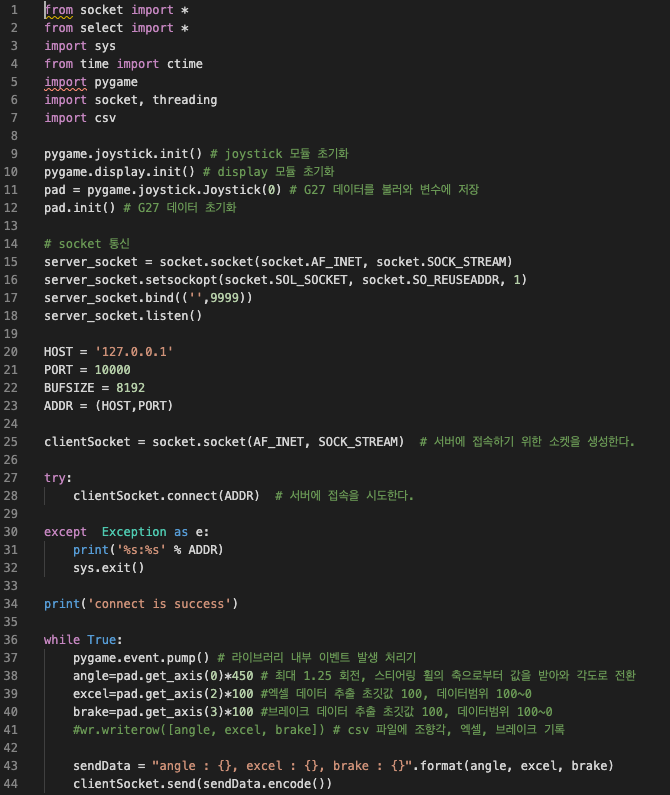 1 from socket import *
2 from select import *
3 import sys
4 from time import ctime
5 import pygame
6 import socket, threading
7 import csv
8
9 pygame.joystick.init() # joystick 모듈 초기화
10 pygame.display.init() # display 모듈 초기화
11 pad = pygame.joystick.Joystick(0) # G27 데이터를 불러와 변수에 저장
12 pad.init() # G27 데이터 초기화
13
14 # socket 통신
15 server_socket = socket.socket(socket.AF_INET, socket.SOCK_STREAM)
16 server_socket.setsockopt(socket.SOL_SOCKET, socket.SO_REUSEADDR, 1)
17 server_socket.bind(('',9999))
18 server_socket.listen()
19
20 HOST = '127.0.0.1'
21 PORT = 10000
22 BUFSIZE = 8192
23 ADDR = (HOST,PORT)
24
25 clientSocket = socket.socket(AF_INET, SOCK_STREAM)  # 서버에 접속하기 위한 소켓을 생성한다.
26
27 try:
28     clientSocket.connect(ADDR)  # 서버에 접속을 시도한다.
29
30 except  Exception as e:
31     print('%s:%s' % ADDR)
32     sys.exit()
33
34 print('connect is success')
35
36 while True:
37     pygame.event.pump() # 라이브러리 내부 이벤트 발생 처리기
38     angle=pad.get_axis(0)*450 # 최대 1.25 회전, 스티어링 휠의 축으로부터 값을 받아와 각도로 전환
39     excel=pad.get_axis(2)*100 #엑셀 데이터 추출 초깃값 100, 데이터범위 100~0
40     brake=pad.get_axis(3)*100 #브레이크 데이터 추출 초깃값 100, 데이터범위 100~0
41     #wr.writerow([angle, excel, brake]) # csv 파일에 조향각, 엑셀, 브레이크 기록
42
43     sendData = "angle : {}, excel : {}, brake : {}".format(angle, excel, brake)
44     clientSocket.send(sendData.encode())